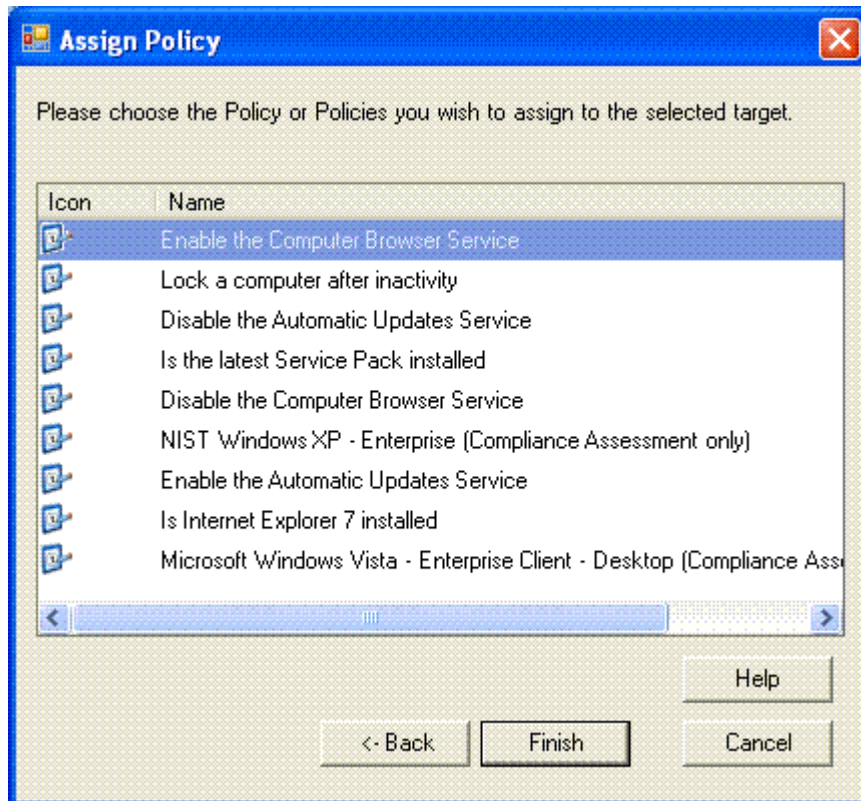 Assign Policy
Please choose the Policy or Policies you wish to assign to the selected target.
Icon Name
Enable the Computer Browser Service
Lock a computer after inactivity
Disable the Automatic Updates Service
Is the latest Service Pack installed
Disable the Computer Browser Service
NIST Windows XP - Enterprise (Compliance Assessment only)
Enable the Automatic Updates Service
Is Internet Explorer 7 installed
Microsoft Windows Vista - Enterprise Client - Desktop (Compliance Ass
Help
<- Back Finish Cancel